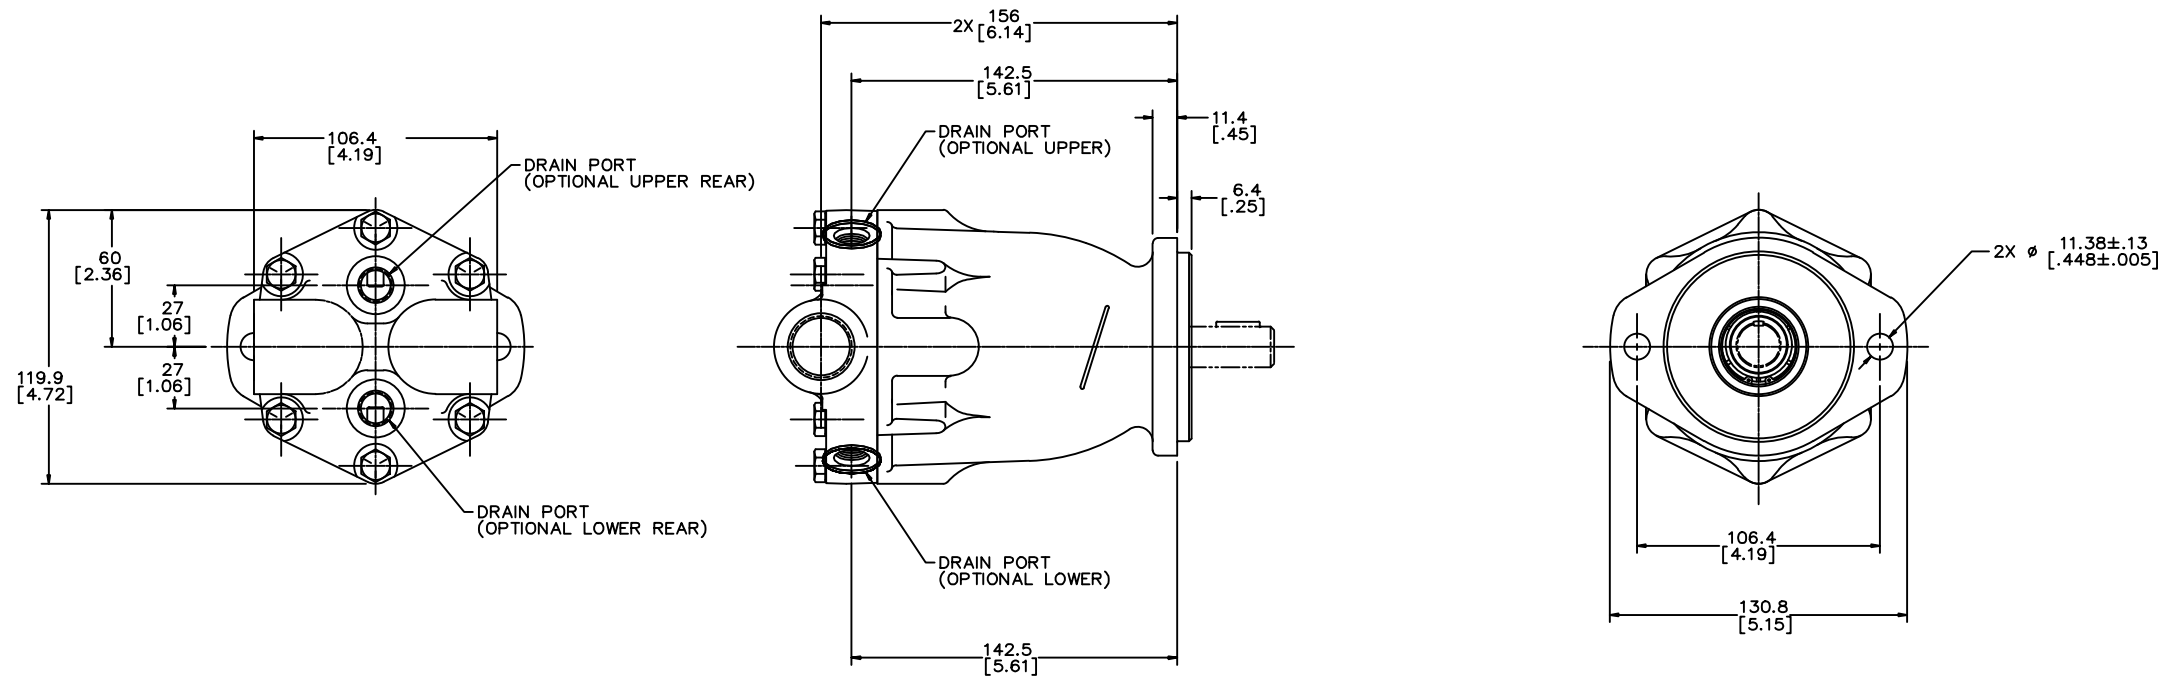 106.4
[4.19]
DRAIN PORT
(OPTIONAL UPPER REAR)
60
[2.36]
27
[1.06]
27
[1.06]
119.9
[4.72]
DRAIN PORT
(OPTIONAL LOWER REAR)
2X 156
[6.14]
142.5
[5.61]
11.4
[.45]
DRAIN PORT
(OPTIONAL UPPER)
6.4
[.25]
DRAIN PORT
(OPTIONAL LOWER)
142.5
[5.61]
2X ø 11.38±.13
[.448±.005]
106.4
[4.19]
130.8
[5.15]